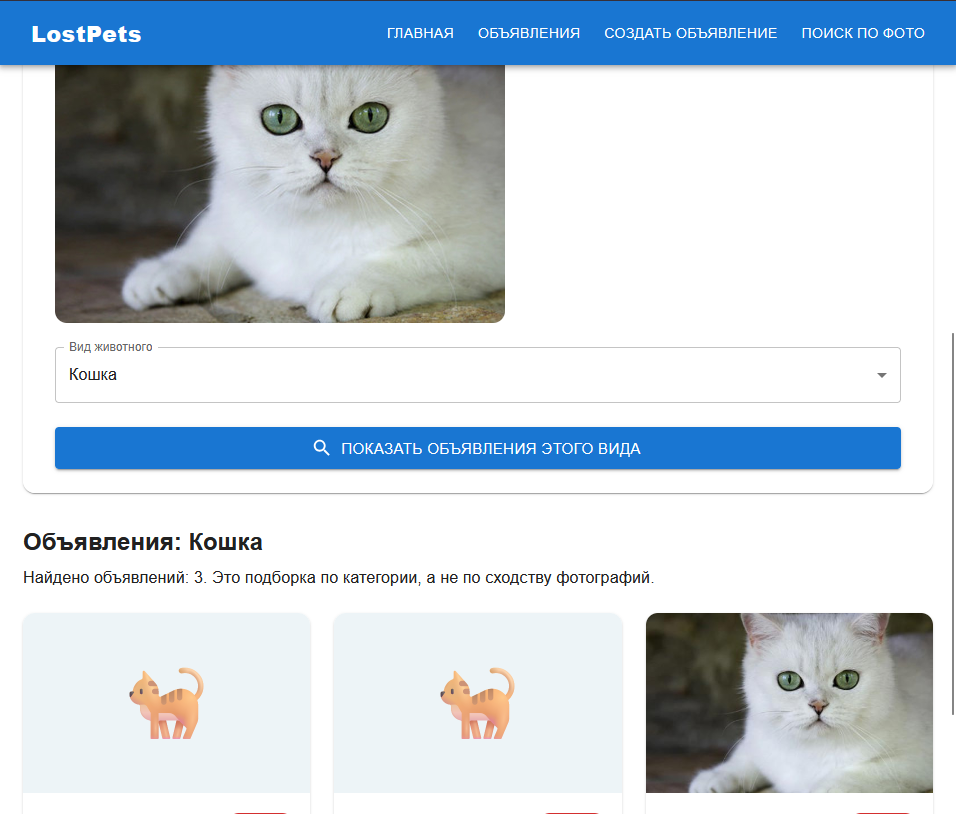 LostPets
ГЛАВНАЯ ОБЪЯВЛЕНИЯ СОЗДАТЬ ОБЪЯВЛЕНИЕ ПОИСК ПО ФОТО
Вид животного
Кошка
ПОКАЗАТЬ ОБЪЯВЛЕНИЯ ЭТОГО ВИДА
Объявления: Кошка
Найдено объявлений: 3. Это подборка по категории, а не по сходству фотографий.